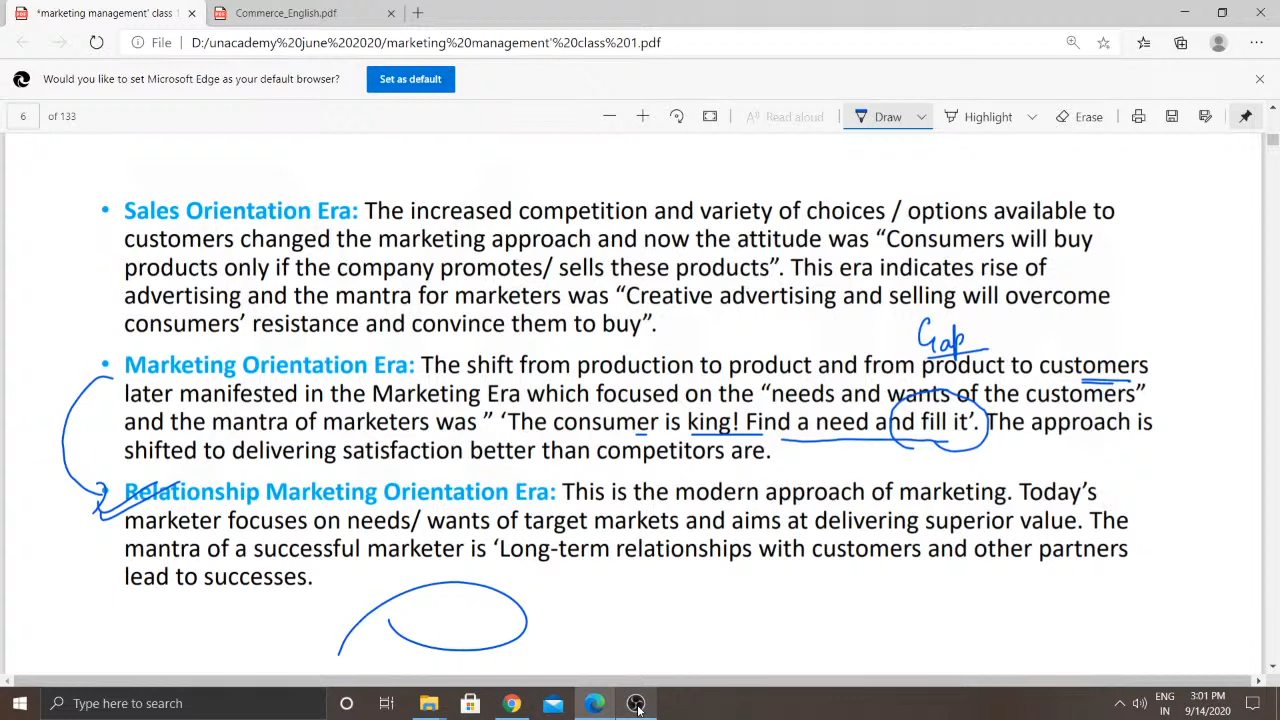 *marketing management' class 1
Commerce_English.pdf
File
D:/unacademy%20june%202020/marketing%20management'%20class%201.pdf
Would you like to set Microsoft Edge as your default browser?
Set as default
6
of 133
Read aloud
Draw
Highlight
Erase
• Sales Orientation Era: The increased competition and variety of choices / options available to
customers changed the marketing approach and now the attitude was “Consumers will buy
products only if the company promotes/ sells these products”. This era indicates rise of
advertising and the mantra for marketers was “Creative advertising and selling will overcome
consumers’ resistance and convince them to buy”.
Gap
• Marketing Orientation Era: The shift from production to product and from product to customers
later manifested in the Marketing Era which focused on the “needs and wants of the customers”
and the mantra of marketers was ” ‘The consumer is king! Find a need and fill it’. The approach is
shifted to delivering satisfaction better than competitors are.
• Relationship Marketing Orientation Era: This is the modern approach of marketing. Today’s
marketer focuses on needs/ wants of target markets and aims at delivering superior value. The
mantra of a successful marketer is ‘Long-term relationships with customers and other partners
lead to successes.
Type here to search
ENG
IN
3:01 PM
9/14/2020